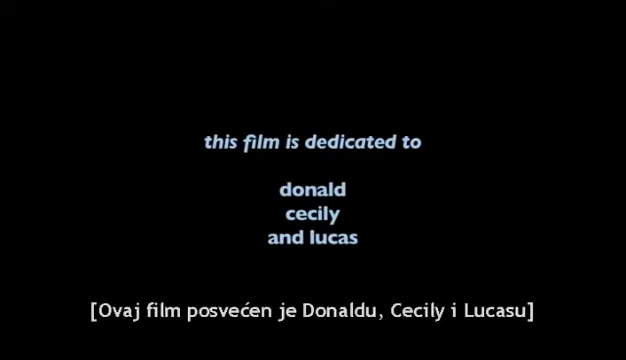 this film is dedicated to
donald
cecily
and lucas
[Ovaj film posvećen je Donaldu, Cecily i Lucasu]